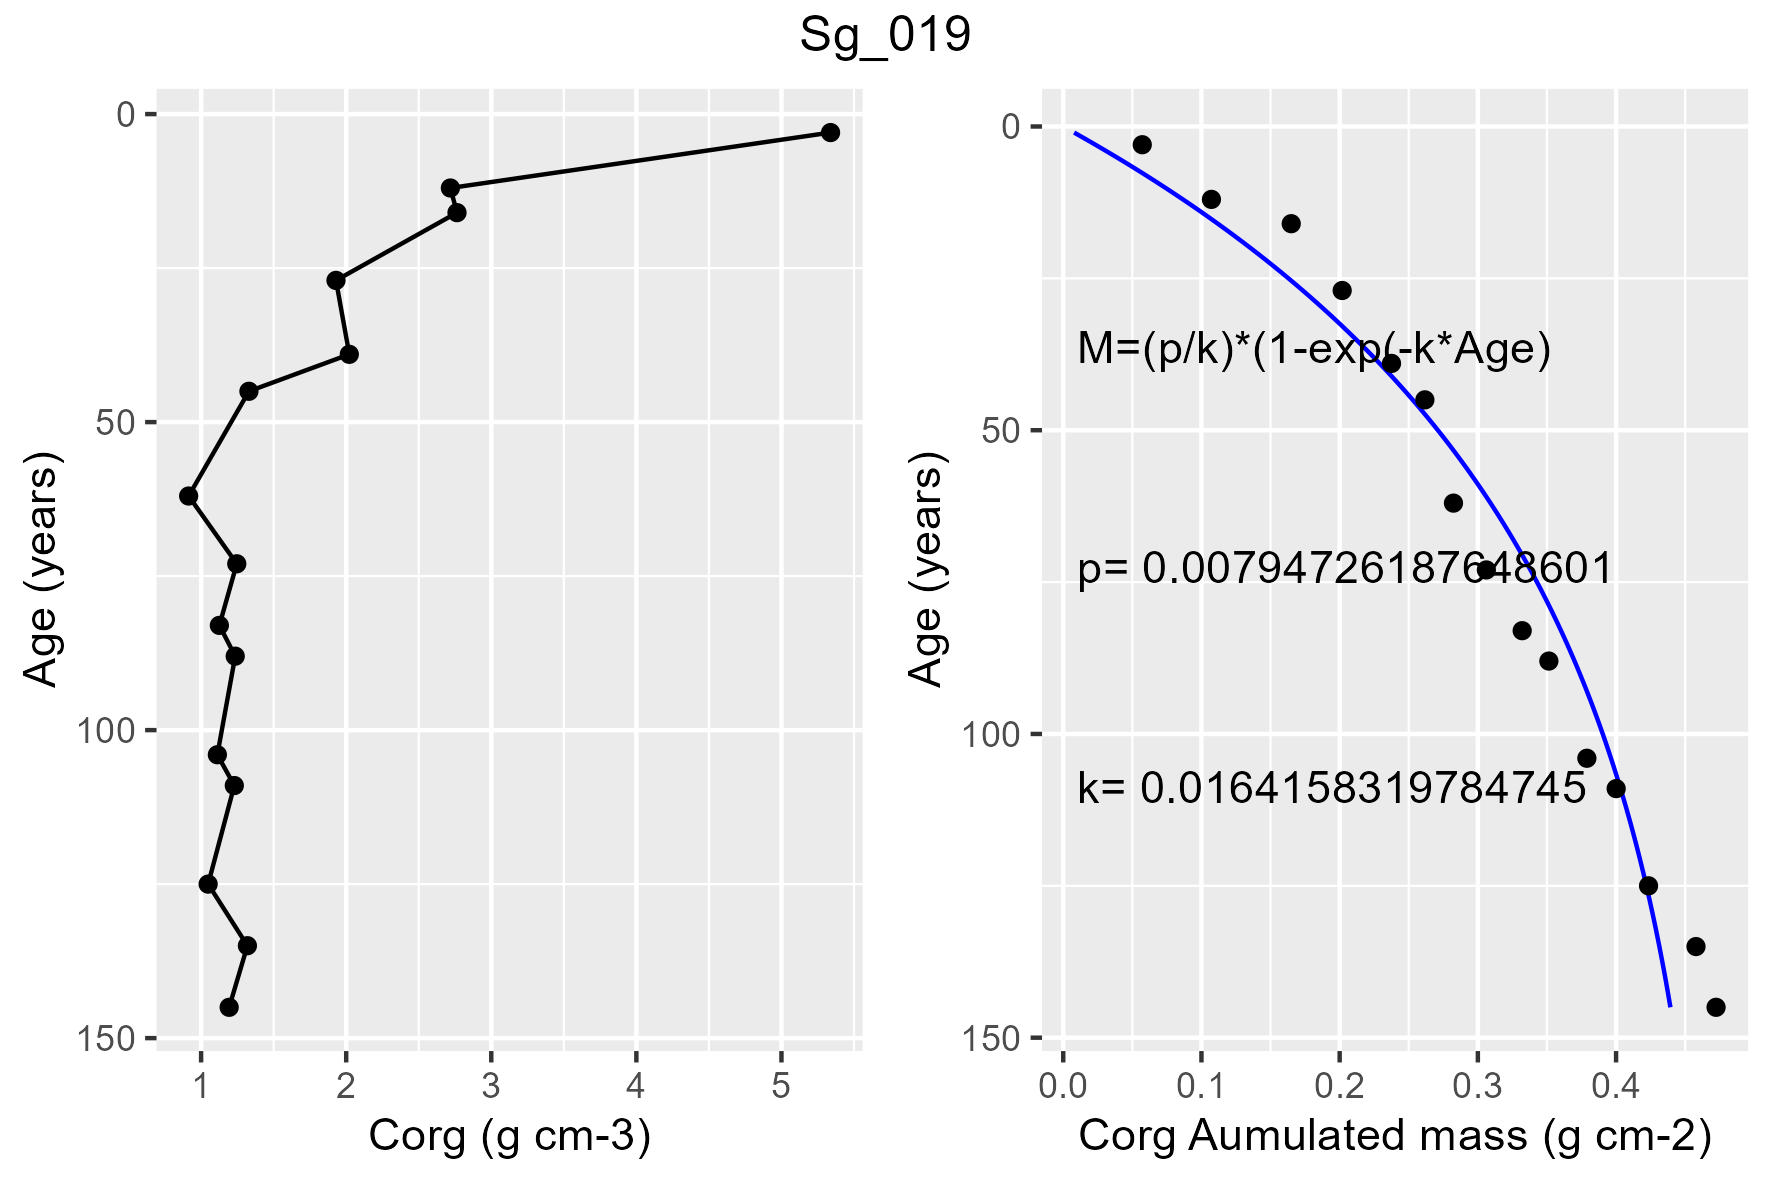 Sg_019
Age (years)
0
50
100
150
1 2 3 4 5
Corg (g cm-3)
Age (years)
0
50
100
150
M=(p/k)*(1-exp(-k*Age)
p= 0.00794726187648601
k= 0.0164158319784745
0.0 0.1 0.2 0.3 0.4
Corg Aumulated mass (g cm-2)